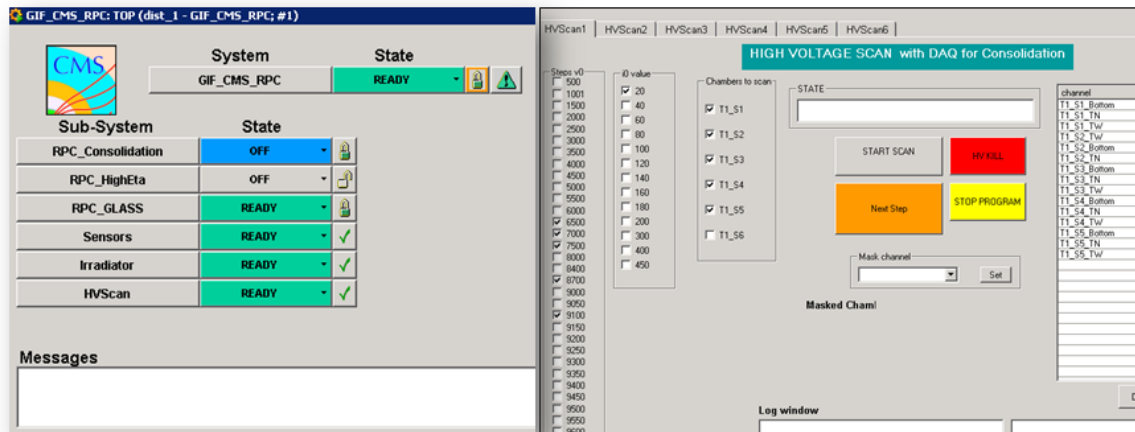 GIF_CMS_RPC: TOP (dist_1 - GIF_CMS_RPC; #1)
CMS
System State
GIF_CMS_RPC READY
Sub-System State
RPC_Consolidation OFF
RPC_HighEta OFF
RPC_GLASS READY
Sensors READY
Irradiator READY
HVScan READY
Messages
HVScan1 HVScan2 HVScan3 HVScan4 HVScan5 HVScan6
HIGH VOLTAGE SCAN with DAQ for Consolidation
Steps v0
500
1001
1500
2000
2500
3000
3500
4000
4500
5000
5500
6000
6500
7000
7500
8000
8400
8700
9000
9050
9100
9150
9200
9250
9300
9350
9400
9450
9500
9550
9600
i0 value
20
40
60
80
100
120
140
160
180
200
300
400
450
Chambers to scan
T1_S1
T1_S2
T1_S3
T1_S4
T1_S5
T1_S6
STATE
START SCAN
HV KILL
Next Step
STOP PROGRAM
Mask channel
Set
Masked Chaml
channel
T1_S1_Bottom
T1_S1_TN
T1_S1_TW
T1_S2_Bottom
T1_S2_TN
T1_S3_Bottom
T1_S3_TN
T1_S3_TW
T1_S4_Bottom
T1_S4_TN
T1_S4_TW
T1_S5_Bottom
T1_S5_TN
T1_S5_TW
Log window